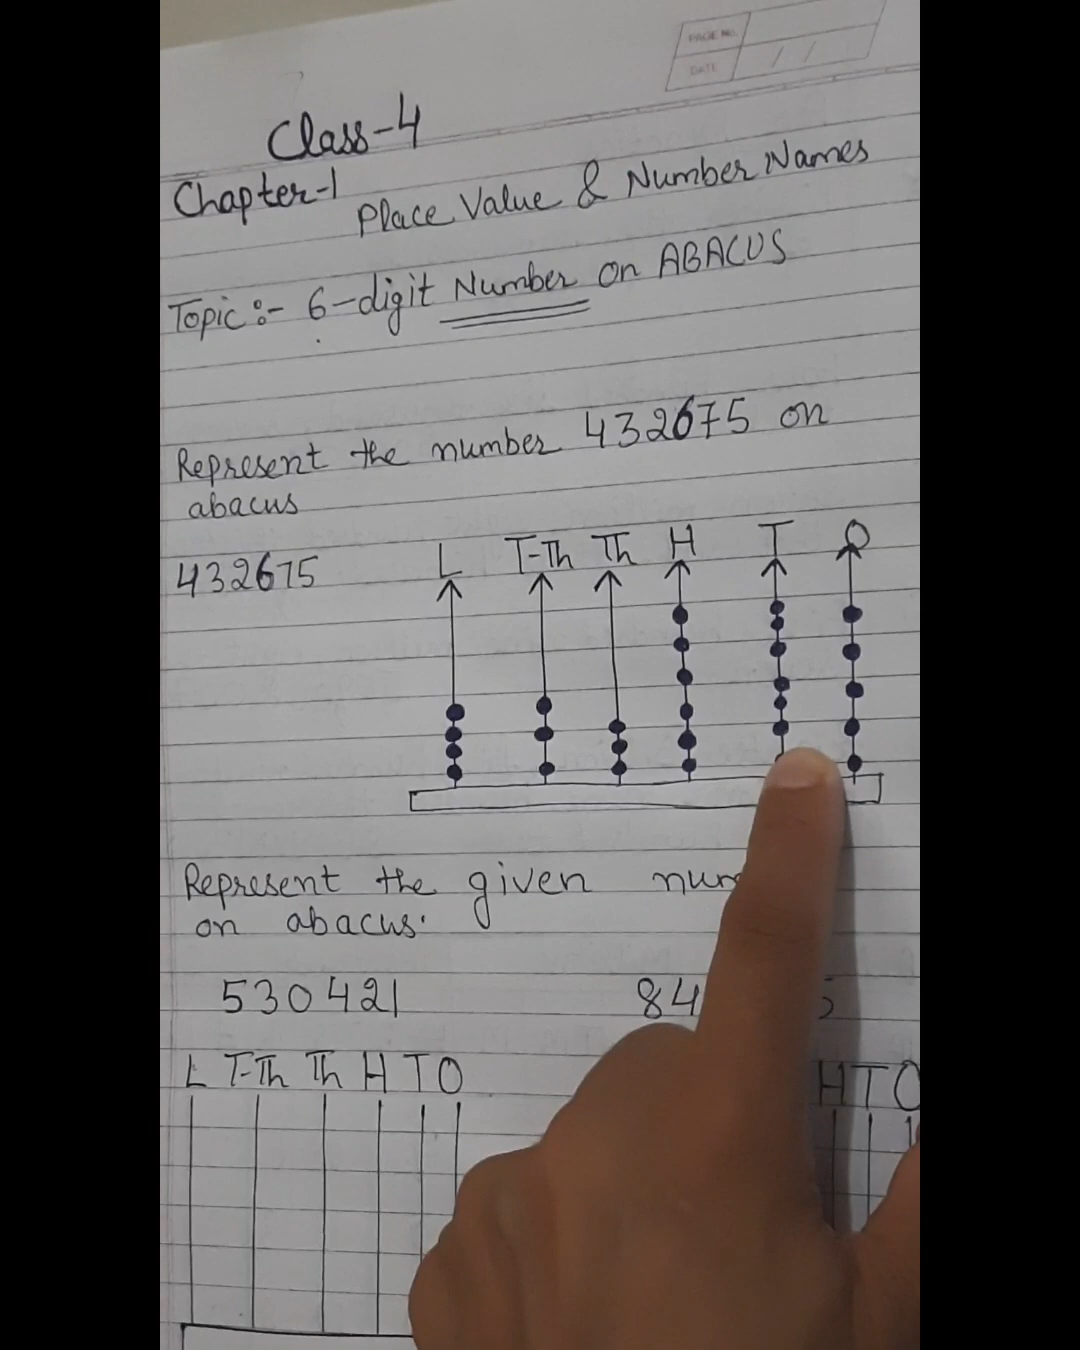 PAGE No.
DATE / /
Class-4
Chapter-1
Place Value & Number Names
Topic :- 6-digit Number on ABACUS
Represent the number 432675 on
abacus
432675 L T-Th Th H T O
Represent the given
on abacus.
530421 84
L T-Th Th H T O H T O